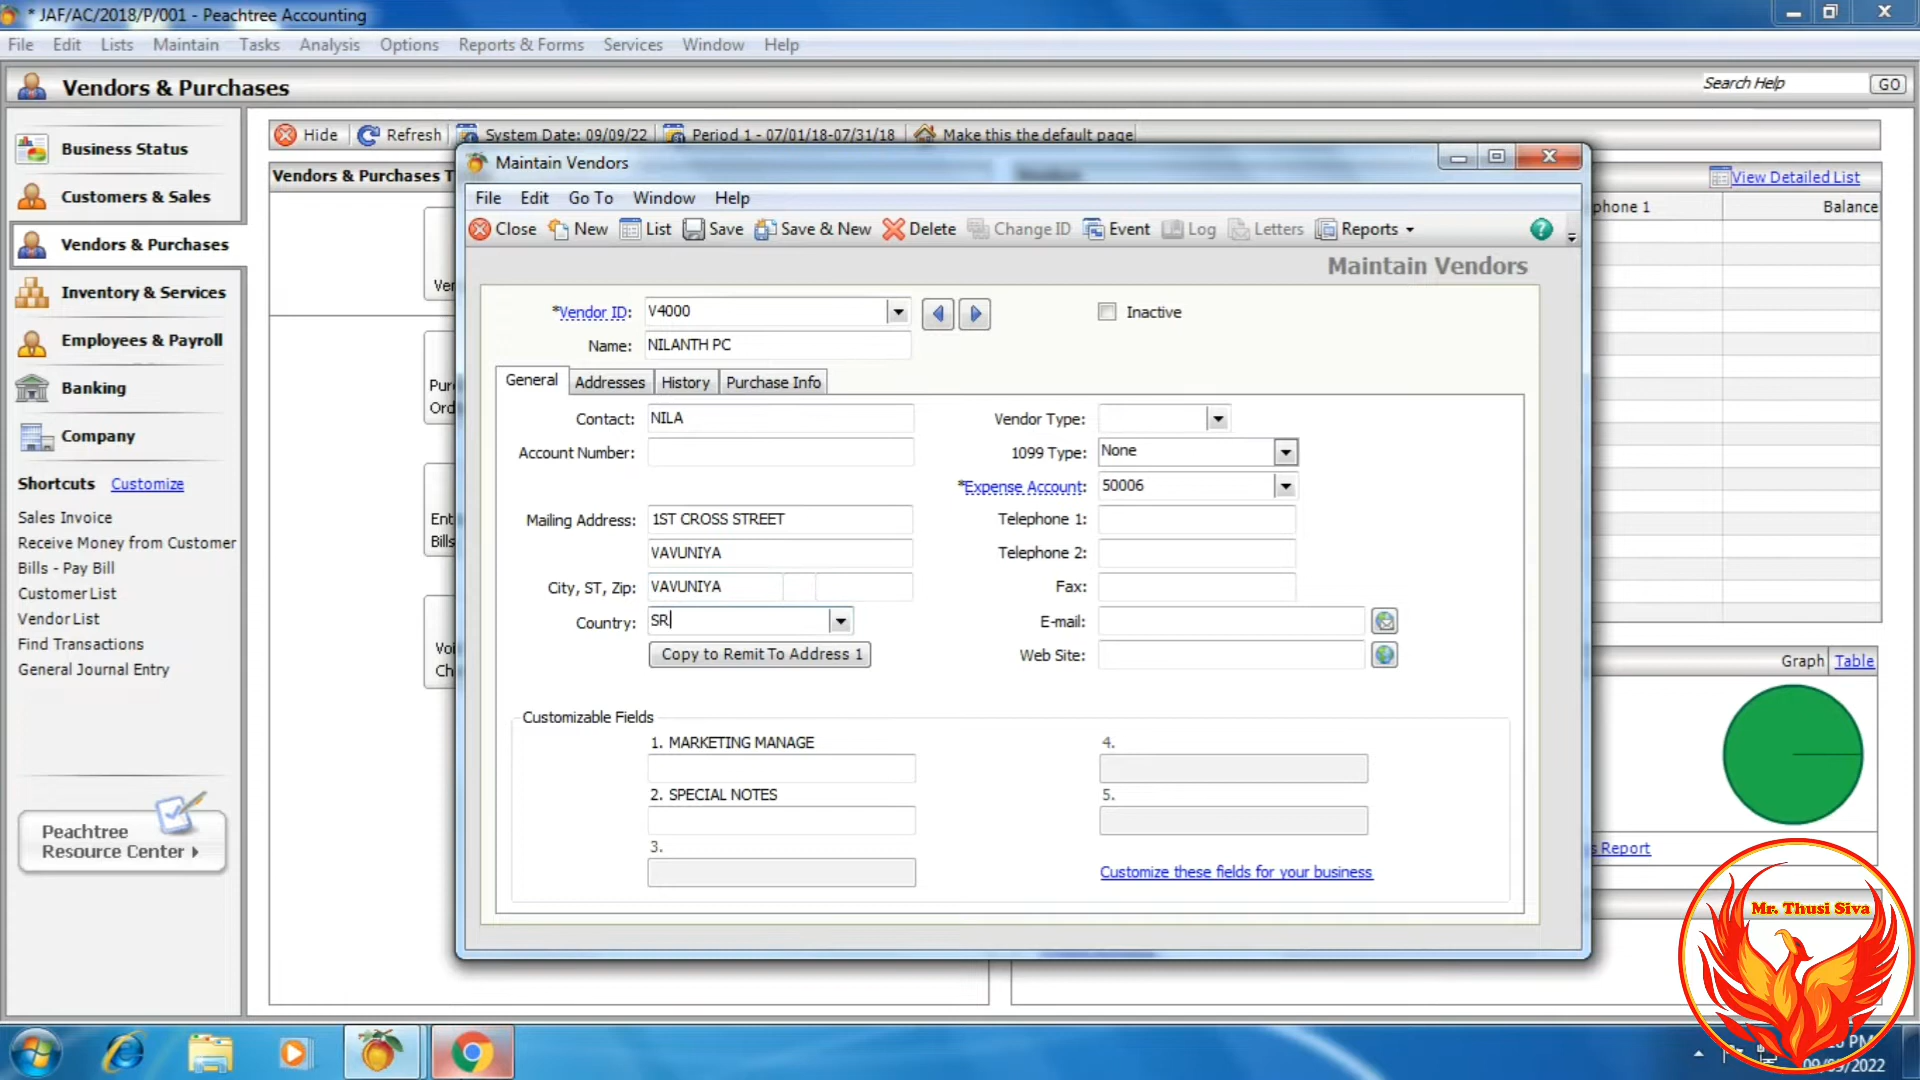 * JAF/AC/2018/P/001 - Peachtree Accounting
File Edit Lists Maintain Tasks Analysis Options Reports & Forms Services Window Help
Vendors & Purchases
Search Help GO
Business Status
Customers & Sales
Vendors & Purchases
Inventory & Services
Employees & Payroll
Banking
Company
Shortcuts Customize
Sales Invoice
Receive Money from Customer
Bills - Pay Bill
Customer List
Vendor List
Find Transactions
General Journal Entry
Peachtree
Resource Center
Hide Refresh System Date: 09/09/22 Period 1 - 07/01/18-07/31/18 Make this the default page
Vendors & Purchases T
View Detailed List
phone 1 Balance
Graph Table
s Report
Maintain Vendors
File Edit Go To Window Help
Close New List Save Save & New Delete Change ID Event Log Letters Reports
Maintain Vendors
*Vendor ID: V4000 Inactive
Name: NILANTH PC
General Addresses History Purchase Info
Contact: NILA
Account Number:
Mailing Address: 1ST CROSS STREET
VAVUNIYA
City, ST, Zip: VAVUNIYA
Country: SR
Copy to Remit To Address 1
Vendor Type:
1099 Type: None
*Expense Account: 50006
Telephone 1:
Telephone 2:
Fax:
E-mail:
Web Site:
Customizable Fields
1. MARKETING MANAGE
2. SPECIAL NOTES
3.
4.
5.
Customize these fields for your business
Mr. Thusi Siva